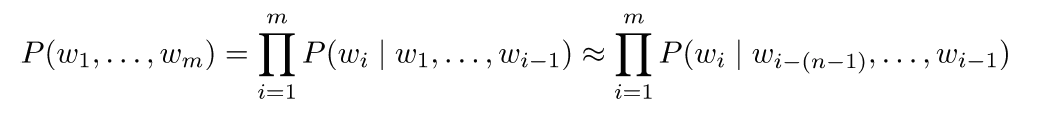 P(w_1, \ldots, w_m) = \prod_{i=1}^{m} P(w_i \mid w_1, \ldots, w_{i-1}) \approx \prod_{i=1}^{m} P(w_i \mid w_{i-(n-1)}, \ldots, w_{i-1})